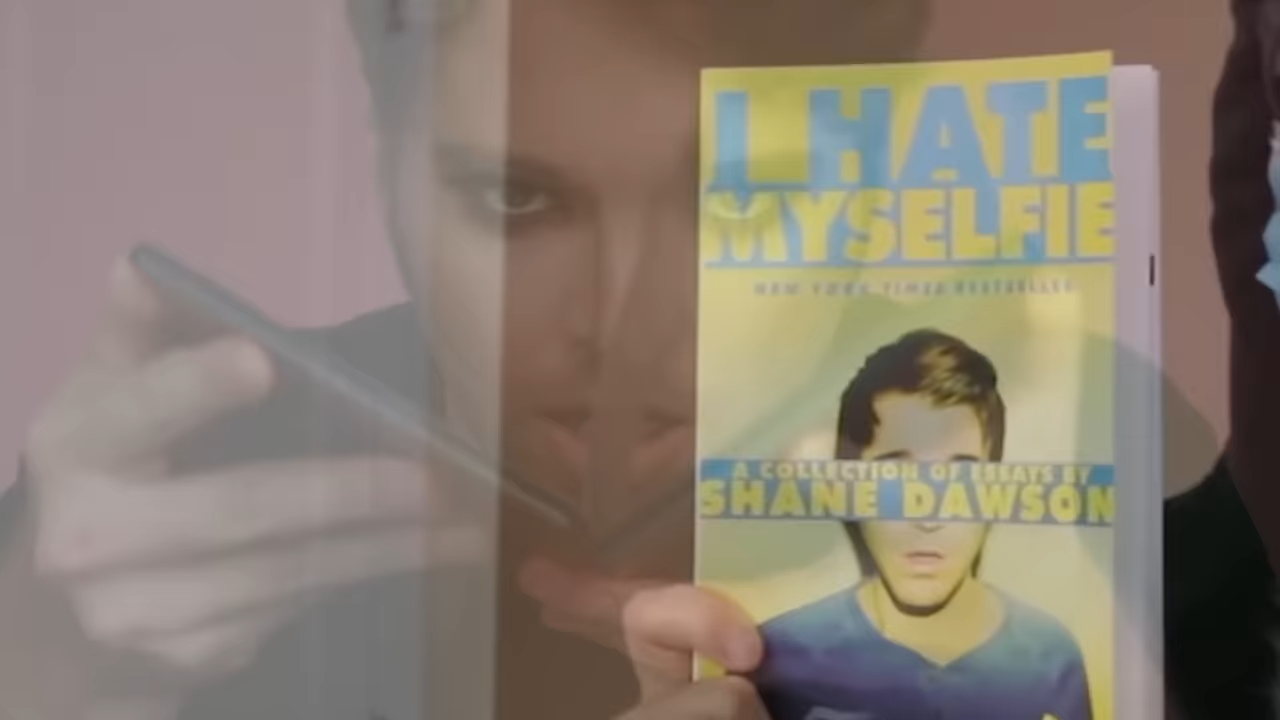 I HATE
MYSELFIE
NEW YORK TIMES BESTSELLER
A COLLECTION OF ESSAYS BY
SHANE DAWSON